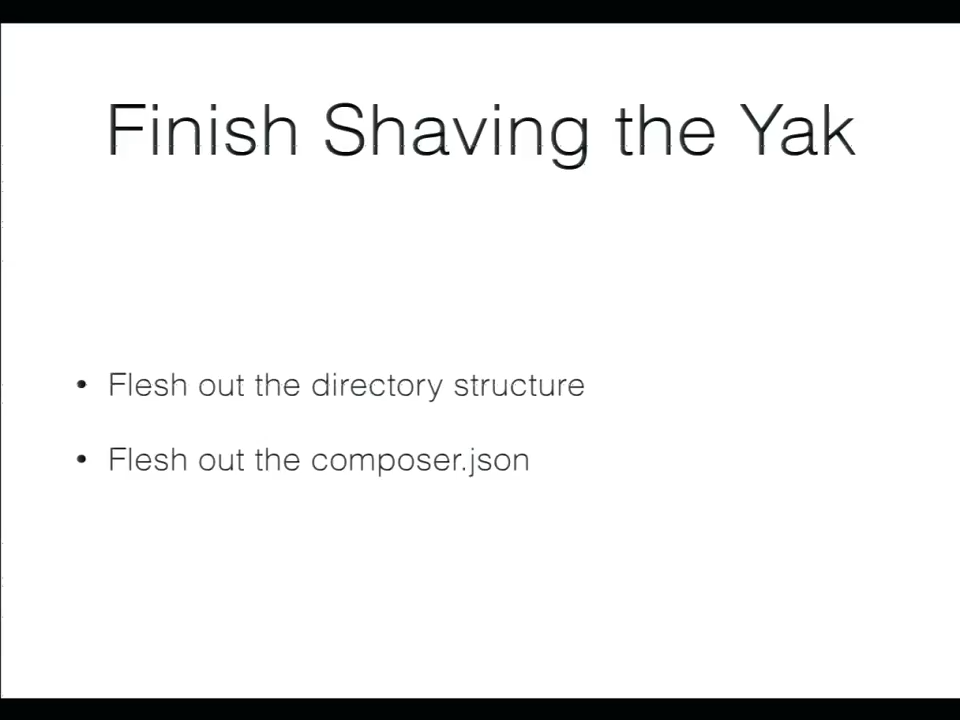 Finish Shaving the Yak
• Flesh out the directory structure
• Flesh out the composer.json